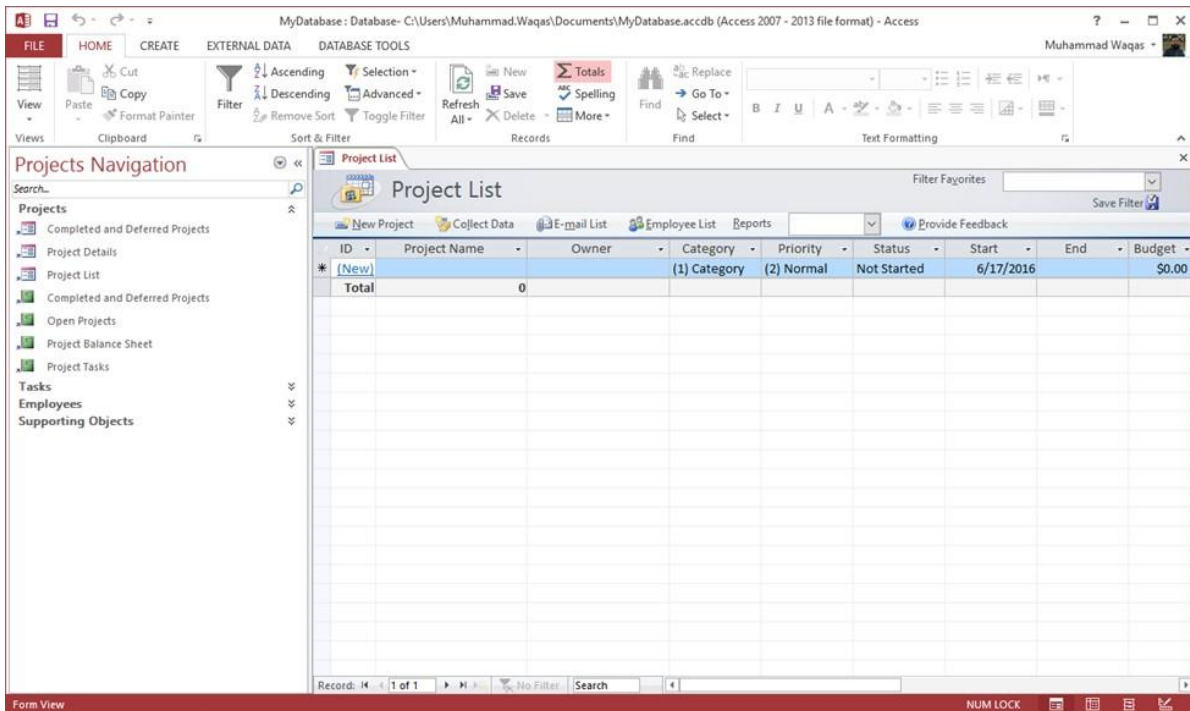 MyDatabase : Database- C:\Users\Muhammad.Waqas\Documents\MyDatabase.accdb (Access 2007 - 2013 file format) - Access
FILE HOME CREATE EXTERNAL DATA DATABASE TOOLS Muhammad Waqas
View
Views
Paste
Cut
Copy
Format Painter
Clipboard
Filter
Ascending
Descending
Remove Sort
Selection
Advanced
Toggle Filter
Sort & Filter
Refresh
All
New
Save
Delete
Totals
Spelling
More
Records
Find
Replace
Go To
Select
Find
B I U A
Text Formatting
Projects Navigation
Search...
Projects
Completed and Deferred Projects
Project Details
Project List
Completed and Deferred Projects
Open Projects
Project Balance Sheet
Project Tasks
Tasks
Employees
Supporting Objects
Project List
Project List
Filter Favorites
Save Filter
New Project Collect Data E-mail List Employee List Reports Provide Feedback
ID Project Name Owner Category Priority Status Start End Budget
(New) (1) Category (2) Normal Not Started 6/17/2016 $0.00
Total 0
Record: 1 of 1 No Filter Search
Form View NUM LOCK